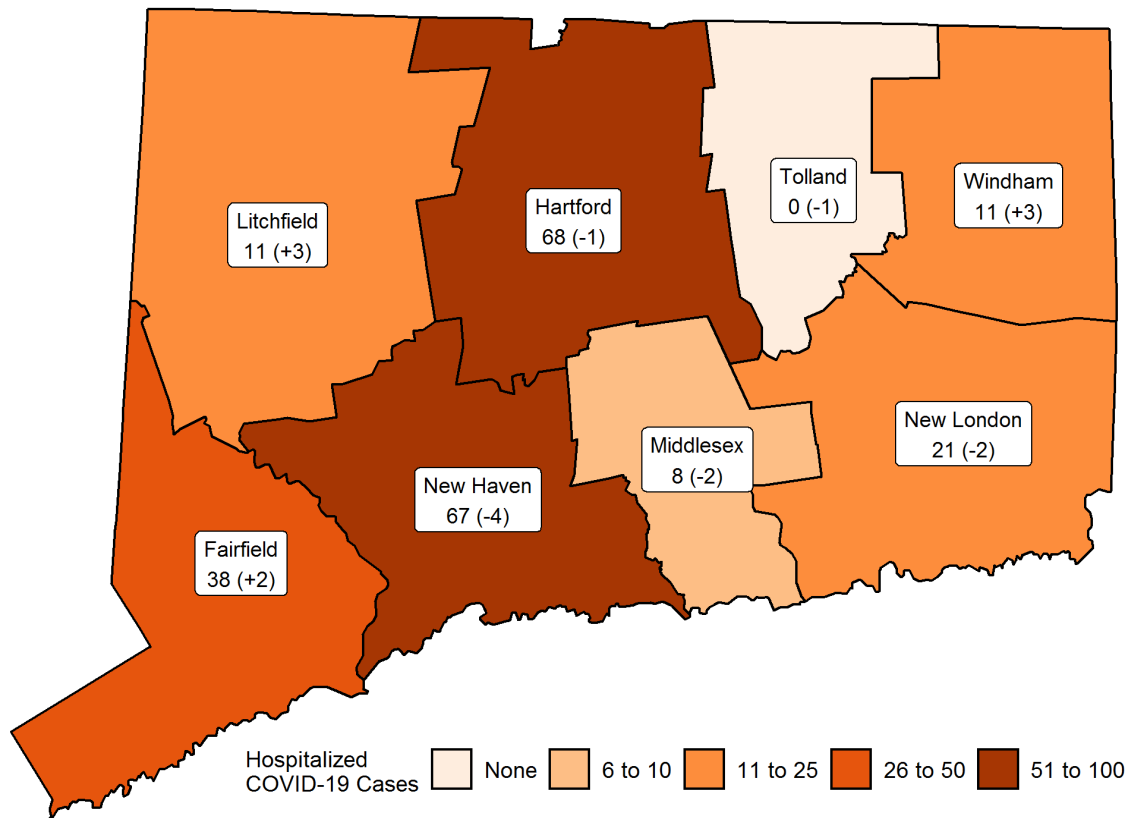 Tolland
0 (-1)
Windham
11 (+3)
Hartford
68 (-1)
Litchfield
11 (+3)
New London
21 (-2)
Middlesex
8 (-2)
New Haven
67 (-4)
Fairfield
38 (+2)
Hospitalized
COVID-19 Cases
None
6 to 10
11 to 25
26 to 50
51 to 100